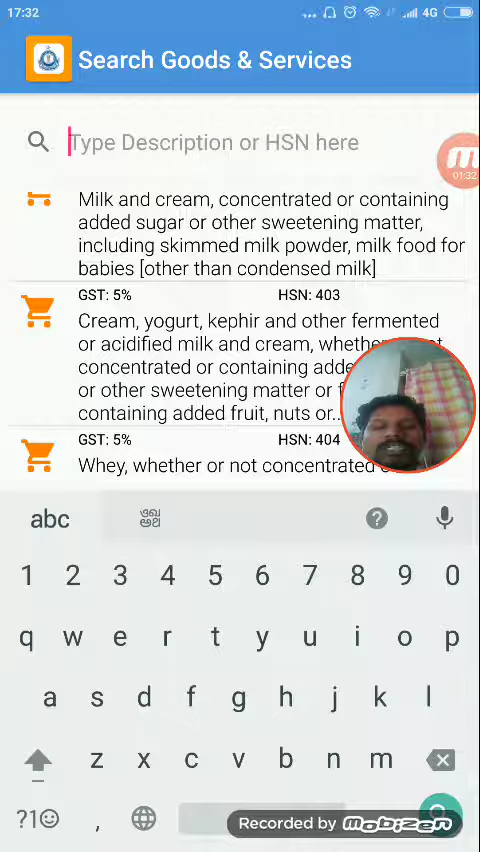 17:32
4G
Search Goods & Services
Type Description or HSN here
01:32
Milk and cream, concentrated or containing
added sugar or other sweetening matter,
including skimmed milk powder, milk food for
babies [other than condensed milk]
GST: 5% HSN: 403
Cream, yogurt, kephir and other fermented
or acidified milk and cream, whethe
concentrated or containing adde
or other sweetening matter or f
containing added fruit, nuts or..
GST: 5% HSN: 404
Whey, whether or not concentrated
abc
1 2 3 4 5 6 7 8 9 0
q w e r t y u i o p
a s d f g h j k l
z x c v b n m
?1☺ ,
Recorded by Mobizen